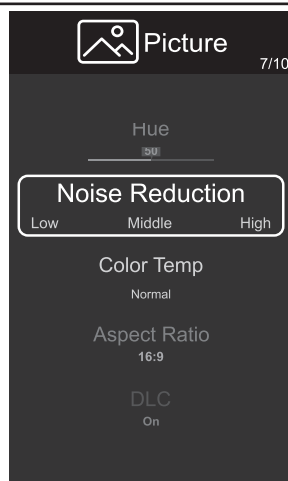 Picture
7/10
Hue
50
Noise Reduction
Low Middle High
Color Temp
Normal
Aspect Ratio
16:9
DLC
On